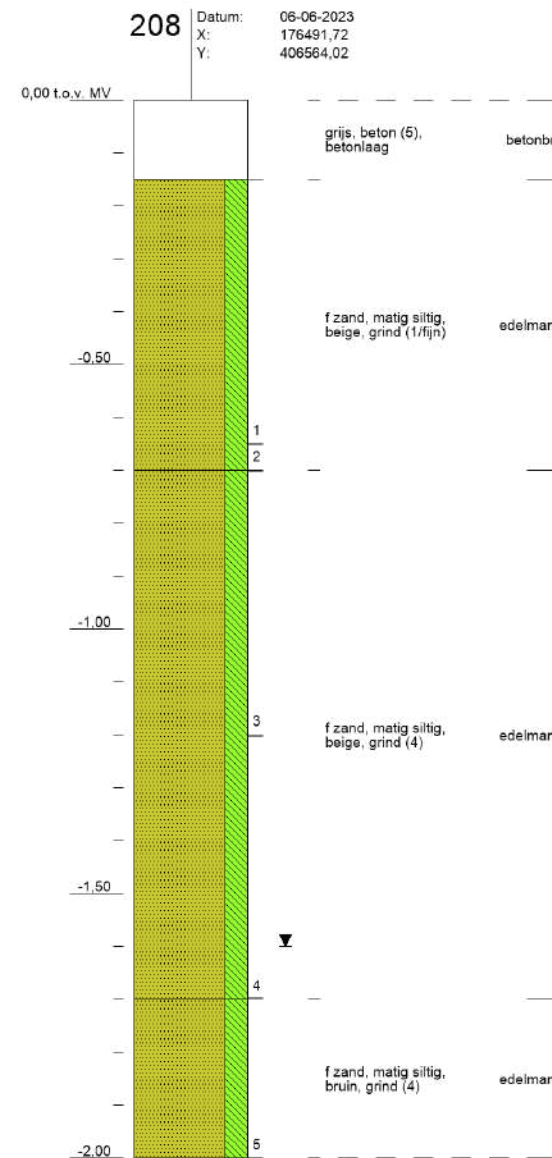 208
Datum: 06-06-2023
X: 176491,72
Y: 406564,02
0,00 t.o.v. MV
grijs, beton (5),
betonlaag
f zand, matig siltig,
beige, grind (1/fijn)
-0,50
1
2
-1,00
3
f zand, matig siltig,
beige, grind (4)
-1,50
4
f zand, matig siltig,
bruin, grind (4)
5
-2,00